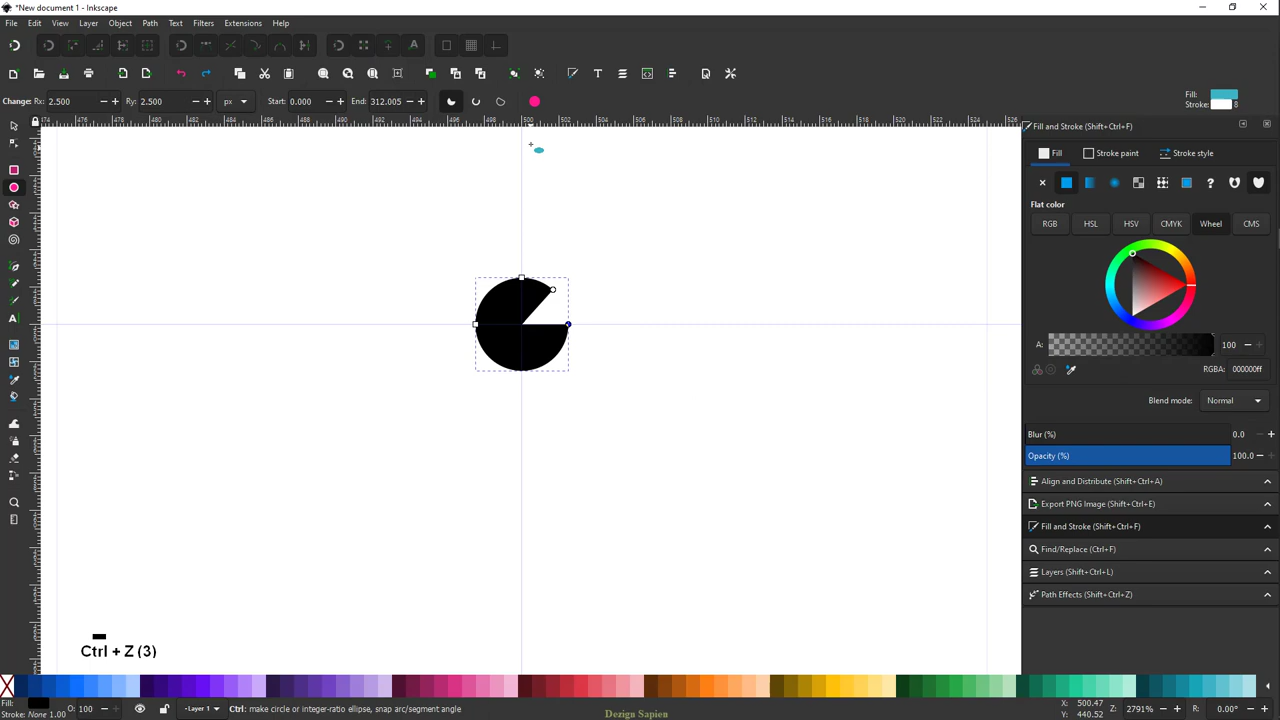 *New document 1 - Inkscape
File Edit View Layer Object Path Text Filters Extensions Help
Change: Rx: 2.500 Ry: 2.500 px Start: 0.000 End: 312.005 Fill: Stroke: 8
Fill and Stroke (Shift+Ctrl+F)
Fill Stroke paint Stroke style
Flat color
RGB HSL HSV CMYK Wheel CMS
A: 100
RGBA: 000000ff
Blend mode: Normal
Blur (%) 0.0
Opacity (%) 100.0
Align and Distribute (Shift+Ctrl+A)
Export PNG Image (Shift+Ctrl+E)
Fill and Stroke (Shift+Ctrl+F)
Find/Replace (Ctrl+F)
Layers (Shift+Ctrl+L)
Path Effects (Shift+Ctrl+Z)
Ctrl + Z (3)
Fill:
Stroke: None 1.00 O: 100 -Layer 1 Ctrl: make circle or integer-ratio ellipse, snap arc/segment angle X: 500.47 Y: 440.52 Z: 2791% R: 0.00°
Dezign Sapien